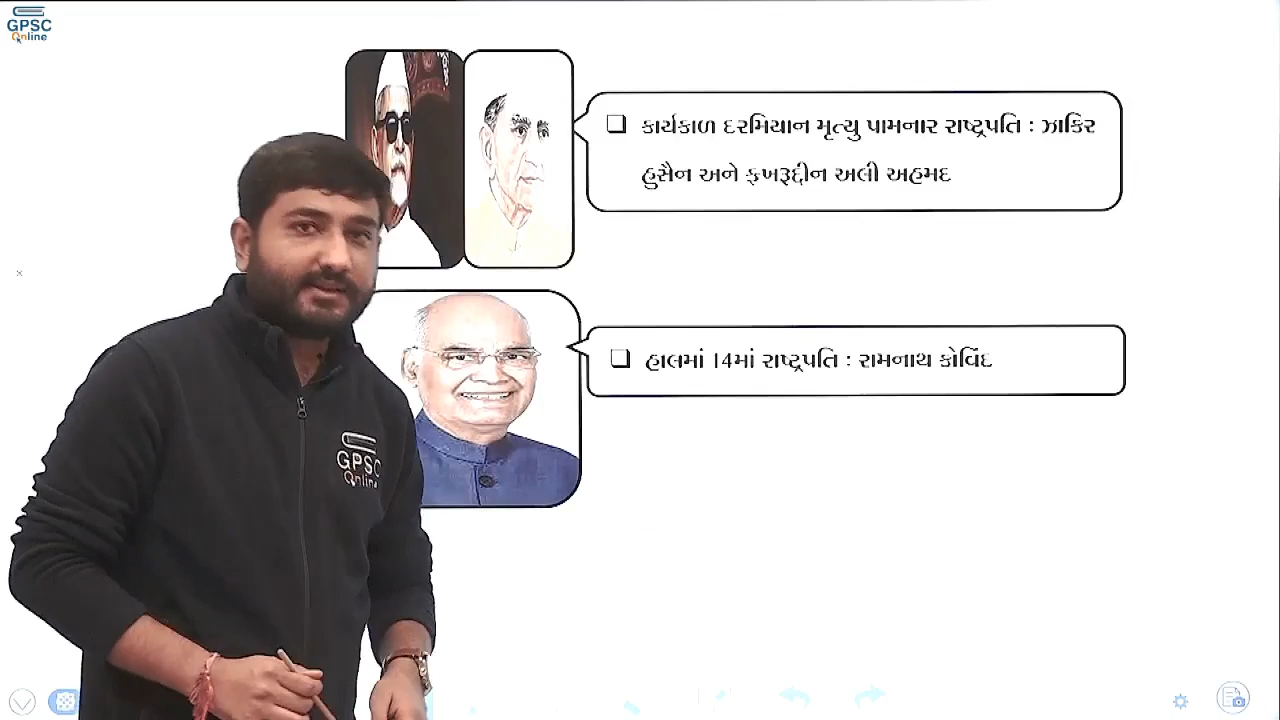 GPSC
Online
કાર્યકાળ દરમિયાન મૃત્યુ પામનાર રાષ્ટ્રપતિ : ઝાકિર
હુસૈન અને ફખરૂદ્દીન અલી અહમદ
હાલમાં 14માં રાષ્ટ્રપતિ : રામનાથ કોવિંદ
GPSC
Online